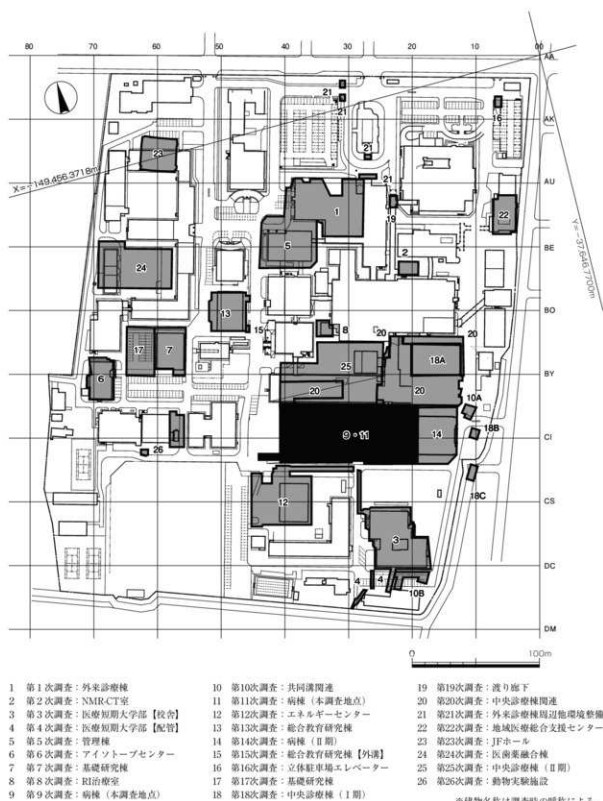 80 70 60 50 40 30 20 10 00
AA
AK
AU
BE
BO
BY
CI
CS
DC
DM
X=-149,456.3718m
Y=-37,646.7700m
21
21
16
23
21
21
19
22
1
5
2
24
13
15
8
20
20
17
7
25
18A
6
20
20
10A
9・11
14
18B
26
18C
12
3
4
4
10B
0 100m
1 第1次調査:外来診療棟
2 第2次調査:NMR-CT室
3 第3次調査:医療短期大学部【校舎】
4 第4次調査:医療短期大学部【配管】
5 第5次調査:管理棟
6 第6次調査:アイソトープセンター
7 第7次調査:基礎研究棟
8 第8次調査:RI治療室
9 第9次調査:病棟(本調査地点)
10 第10次調査:共同溝関連
11 第11次調査:病棟(本調査地点)
12 第12次調査:エネルギーセンター
13 第13次調査:総合教育研究棟
14 第14次調査:病棟(Ⅱ期)
15 第15次調査:総合教育研究棟【外溝】
16 第16次調査:立体駐車場エレベーター
17 第17次調査:基礎研究棟
18 第18次調査:中央診療棟(Ⅰ期)
19 第19次調査:渡り廊下
20 第20次調査:中央診療棟関連
21 第21次調査:外来診療棟周辺他環境整備
22 第22次調査:地域医療総合支援センター
23 第23次調査:JFホール
24 第24次調査:医歯薬融合棟
25 第25次調査:中央診療棟(Ⅱ期)
26 第26次調査:動物実験施設
※建物名称は調査時の呼称による